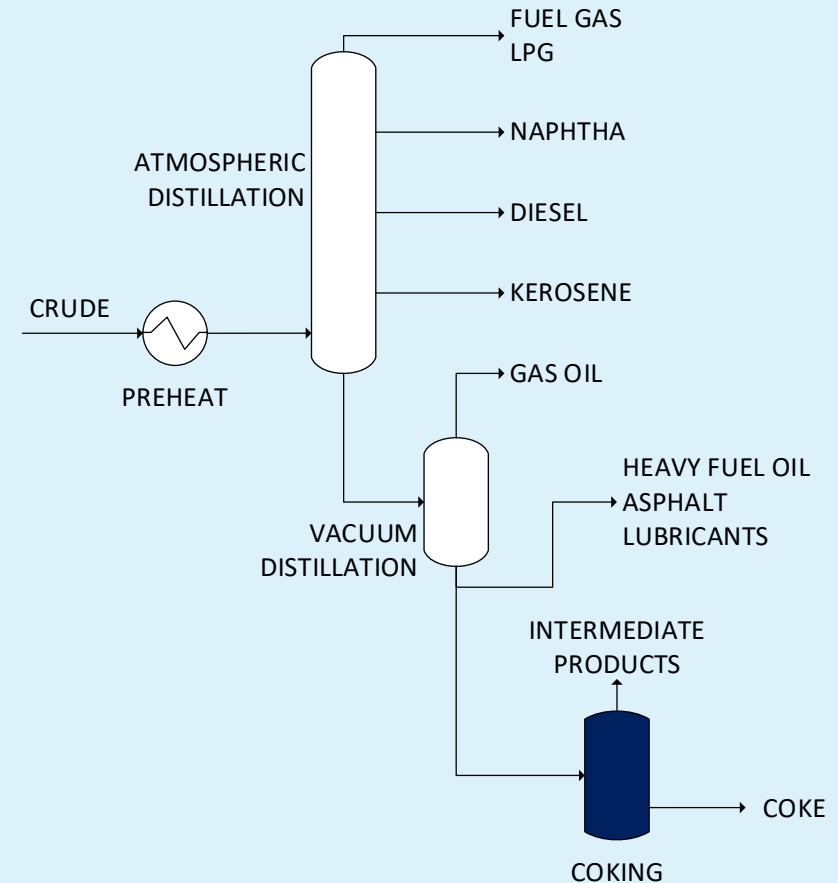 FUEL GAS
LPG
NAPHTHA
ATMOSPHERIC
DISTILLATION
DIESEL
KEROSENE
CRUDE
PREHEAT
GAS OIL
HEAVY FUEL OIL
ASPHALT
LUBRICANTS
VACUUM
DISTILLATION
INTERMEDIATE
PRODUCTS
COKE
COKING